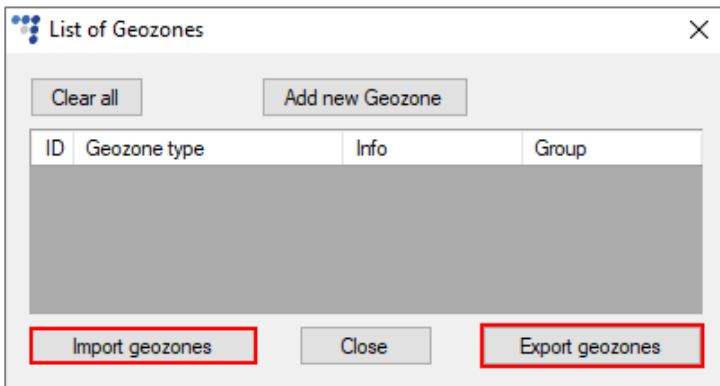 List of Geozones
Clear all Add new Geozone
ID Geozone type Info Group
Import geozones Close Export geozones